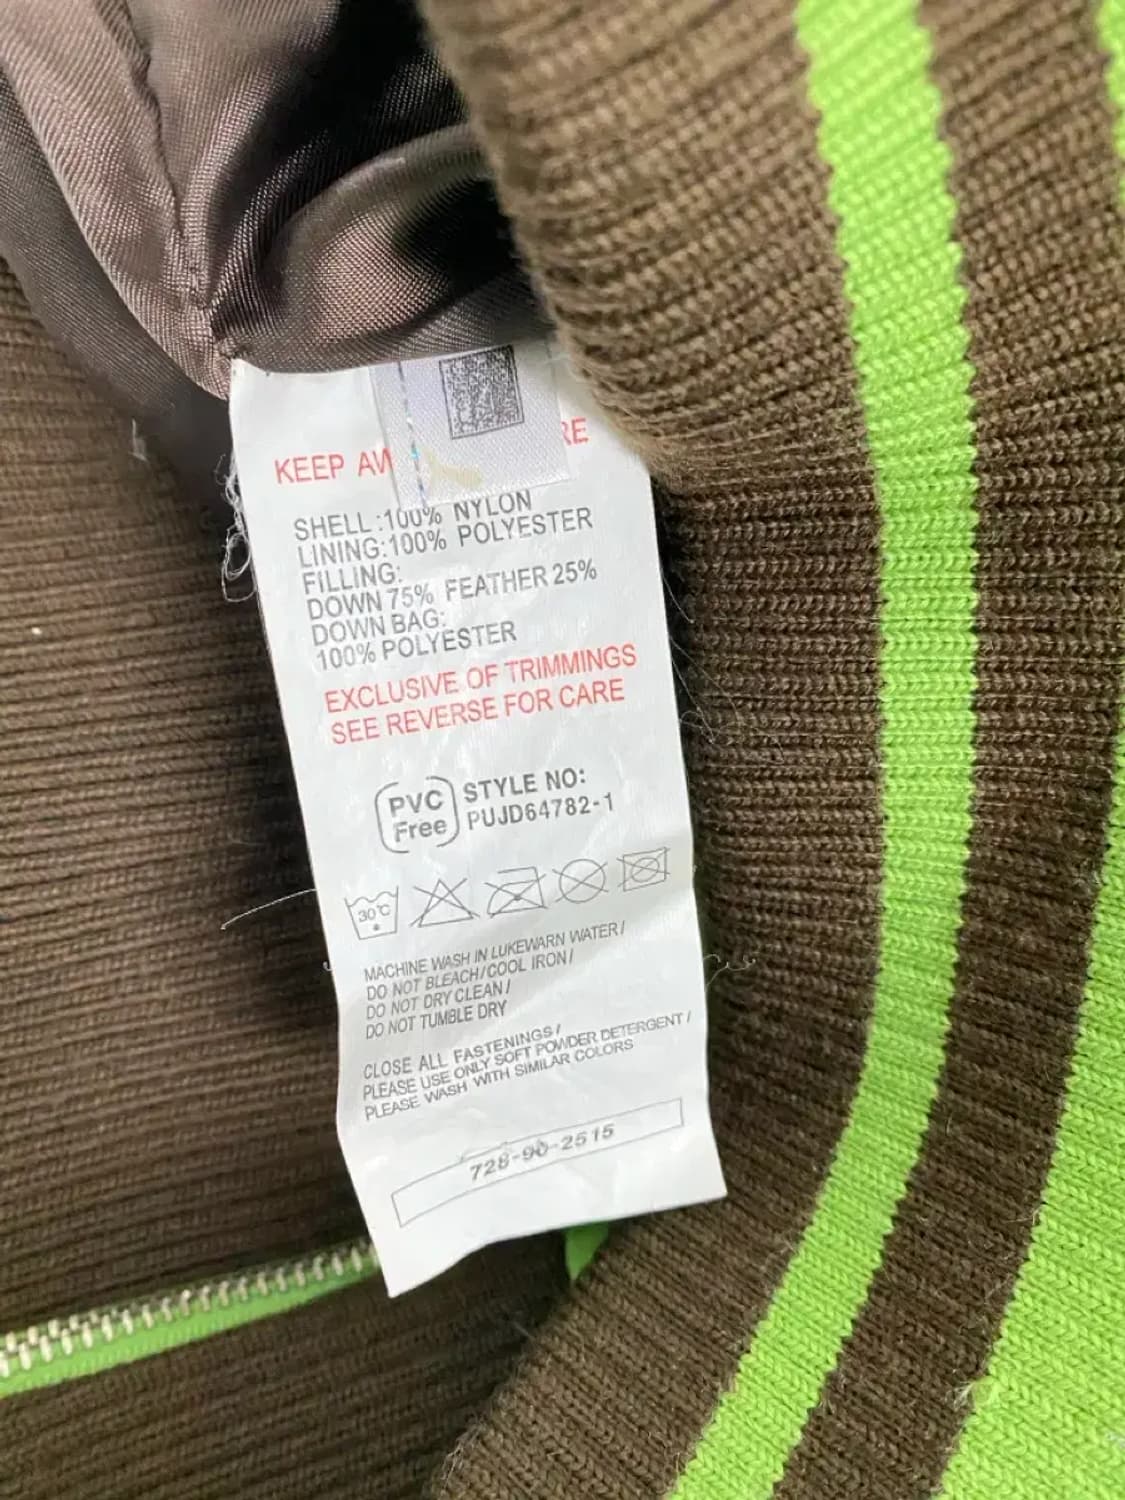 KEEP
SHELL:100% NYLON
LINING:100% POLYESTER
FILLING:
DOWN 75% FEATHER 25%
DOWN BAG:
100% POLYESTER
EXCLUSIVE OF TRIMMINGS
SEE REVERSE FOR CARE
PVC
Free
STYLE NO:
PUJD64782-1
30°C
MACHINE WASH IN LUKEWARN WATER/
DO NOT BLEACH/COOL IRON/
DO NOT DRY CLEAN/
DO NOT TUMBLE DRY
CLOSE ALL FASTENINGS/
PLEASE USE ONLY SOFT POWDER DETERGENT/
PLEASE WASH WITH SIMILAR COLORS
728-90-2515